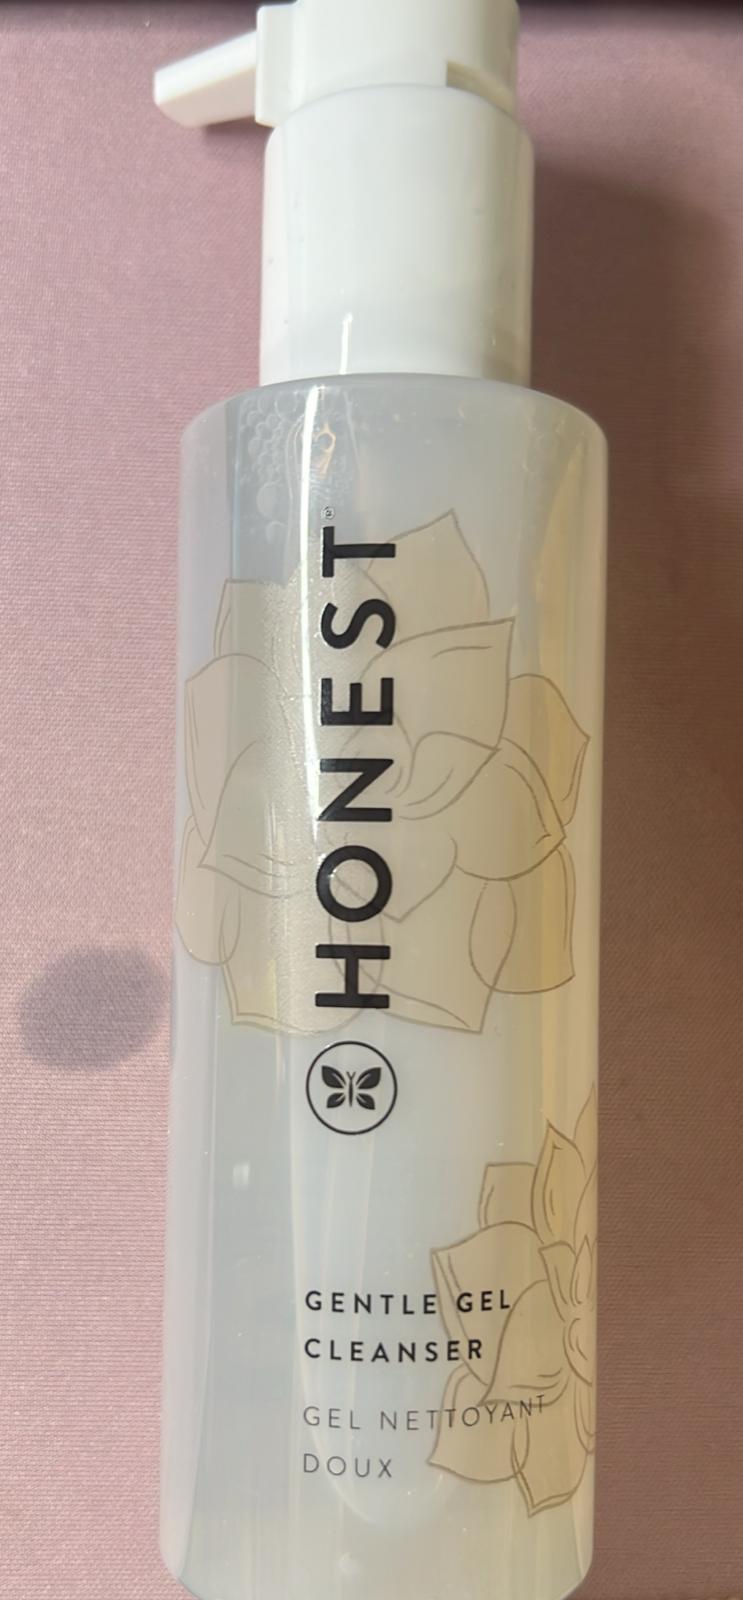 HONEST®
GENTLE GEL
CLEANSER
GEL NETTOYANT
DOUX